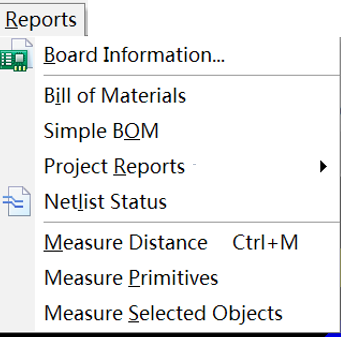 Reports
Board Information...
Bill of Materials
Simple BOM
Project Reports
Netlist Status
Measure Distance Ctrl+M
Measure Primitives
Measure Selected Objects